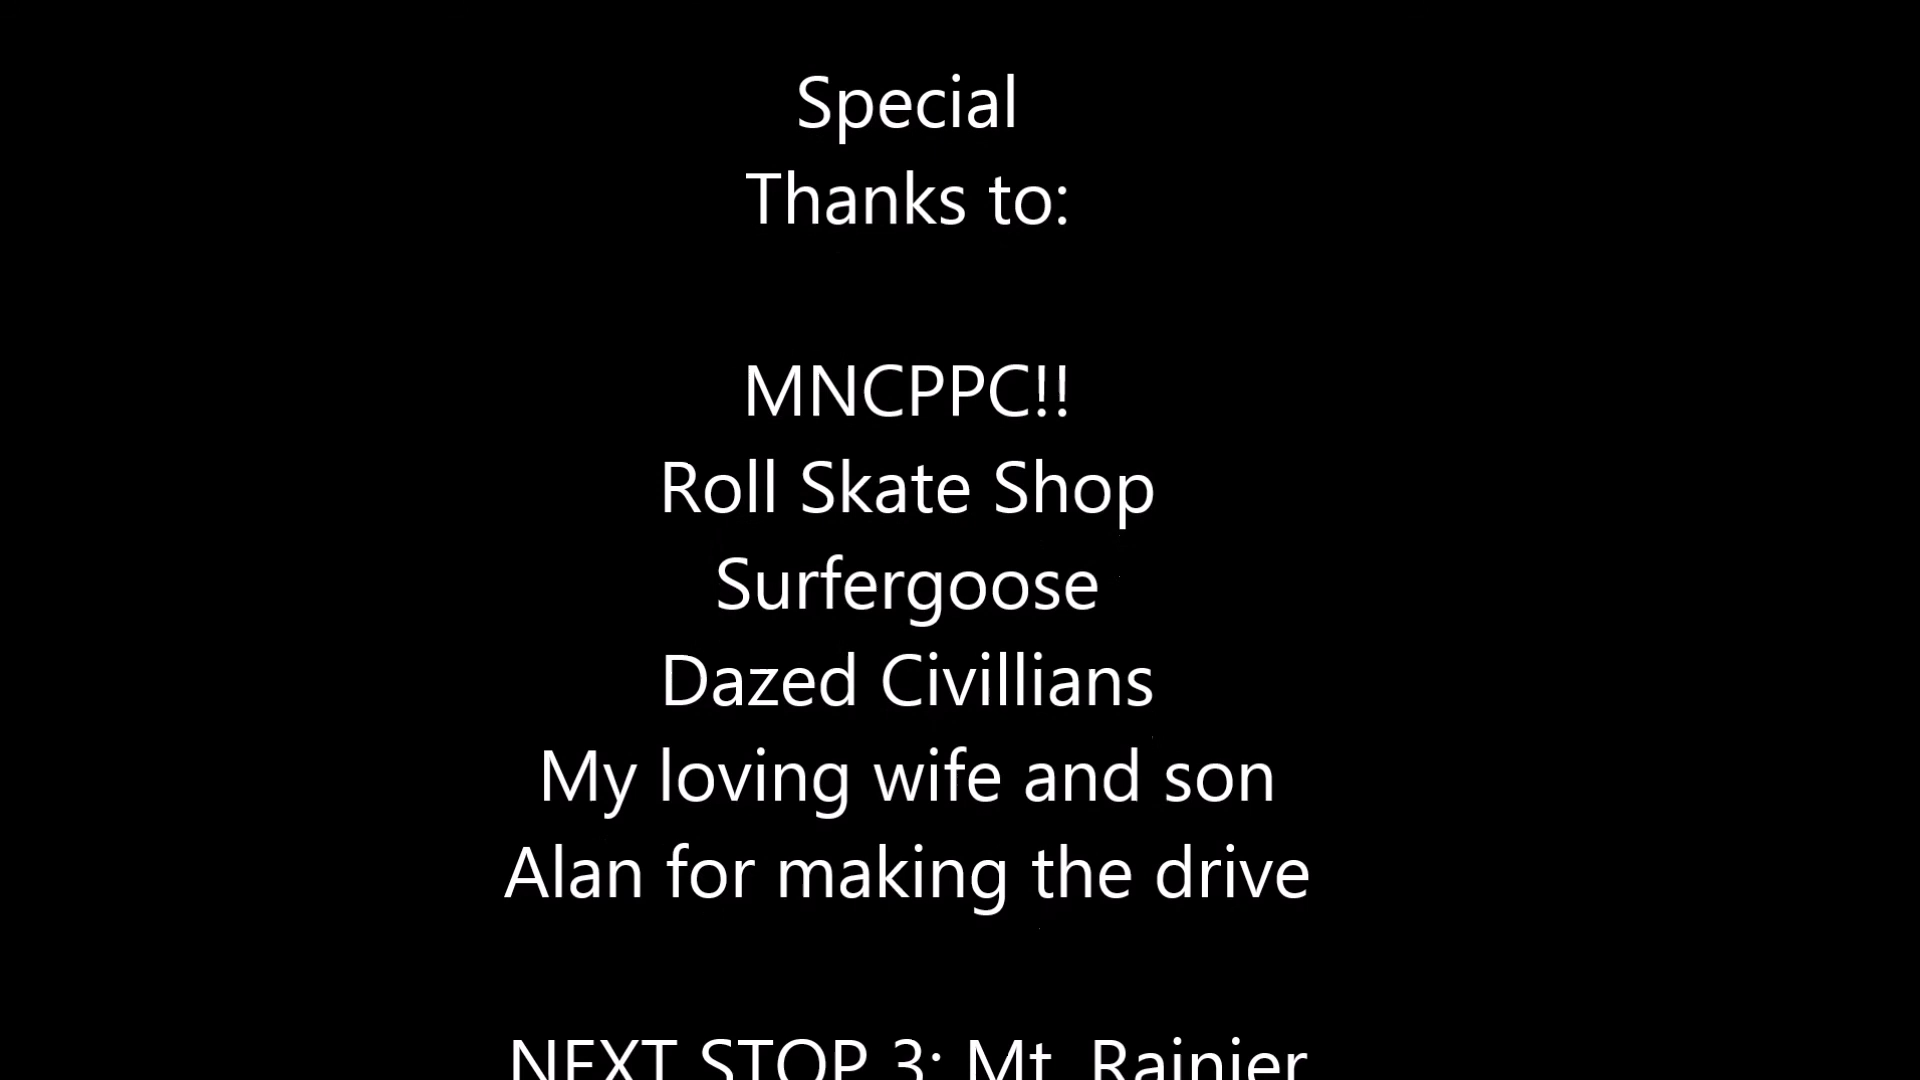 Special
Thanks to:
MNCPPC!!
Roll Skate Shop
Surfergoose
Dazed Civillians
My loving wife and son
Alan for making the drive
NEXT STOP 3: Mt. Rainier